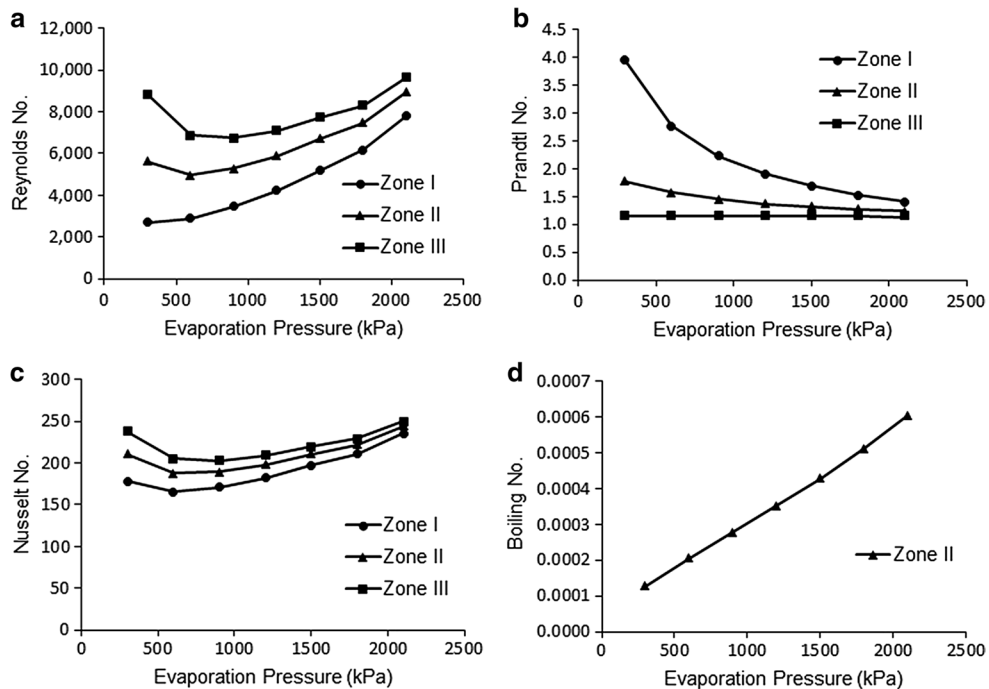 a
12,000
10,000
8,000
6,000
4,000
2,000
0
Reynolds No.
0 500 1000 1500 2000 2500
Evaporation Pressure (kPa)
Zone I
Zone II
Zone III
b
4.5
4.0
3.5
3.0
2.5
2.0
1.5
1.0
0.5
0.0
Prandtl No.
0 500 1000 1500 2000 2500
Evaporation Pressure (kPa)
Zone I
Zone II
Zone III
c
300
250
200
150
100
50
0
Nusselt No.
0 500 1000 1500 2000 2500
Evaporation Pressure (kPa)
Zone I
Zone II
Zone III
d
0.0007
0.0006
0.0005
0.0004
0.0003
0.0002
0.0001
0.0000
Boiling No.
0 500 1000 1500 2000 2500
Evaporation Pressure (kPa)
Zone II